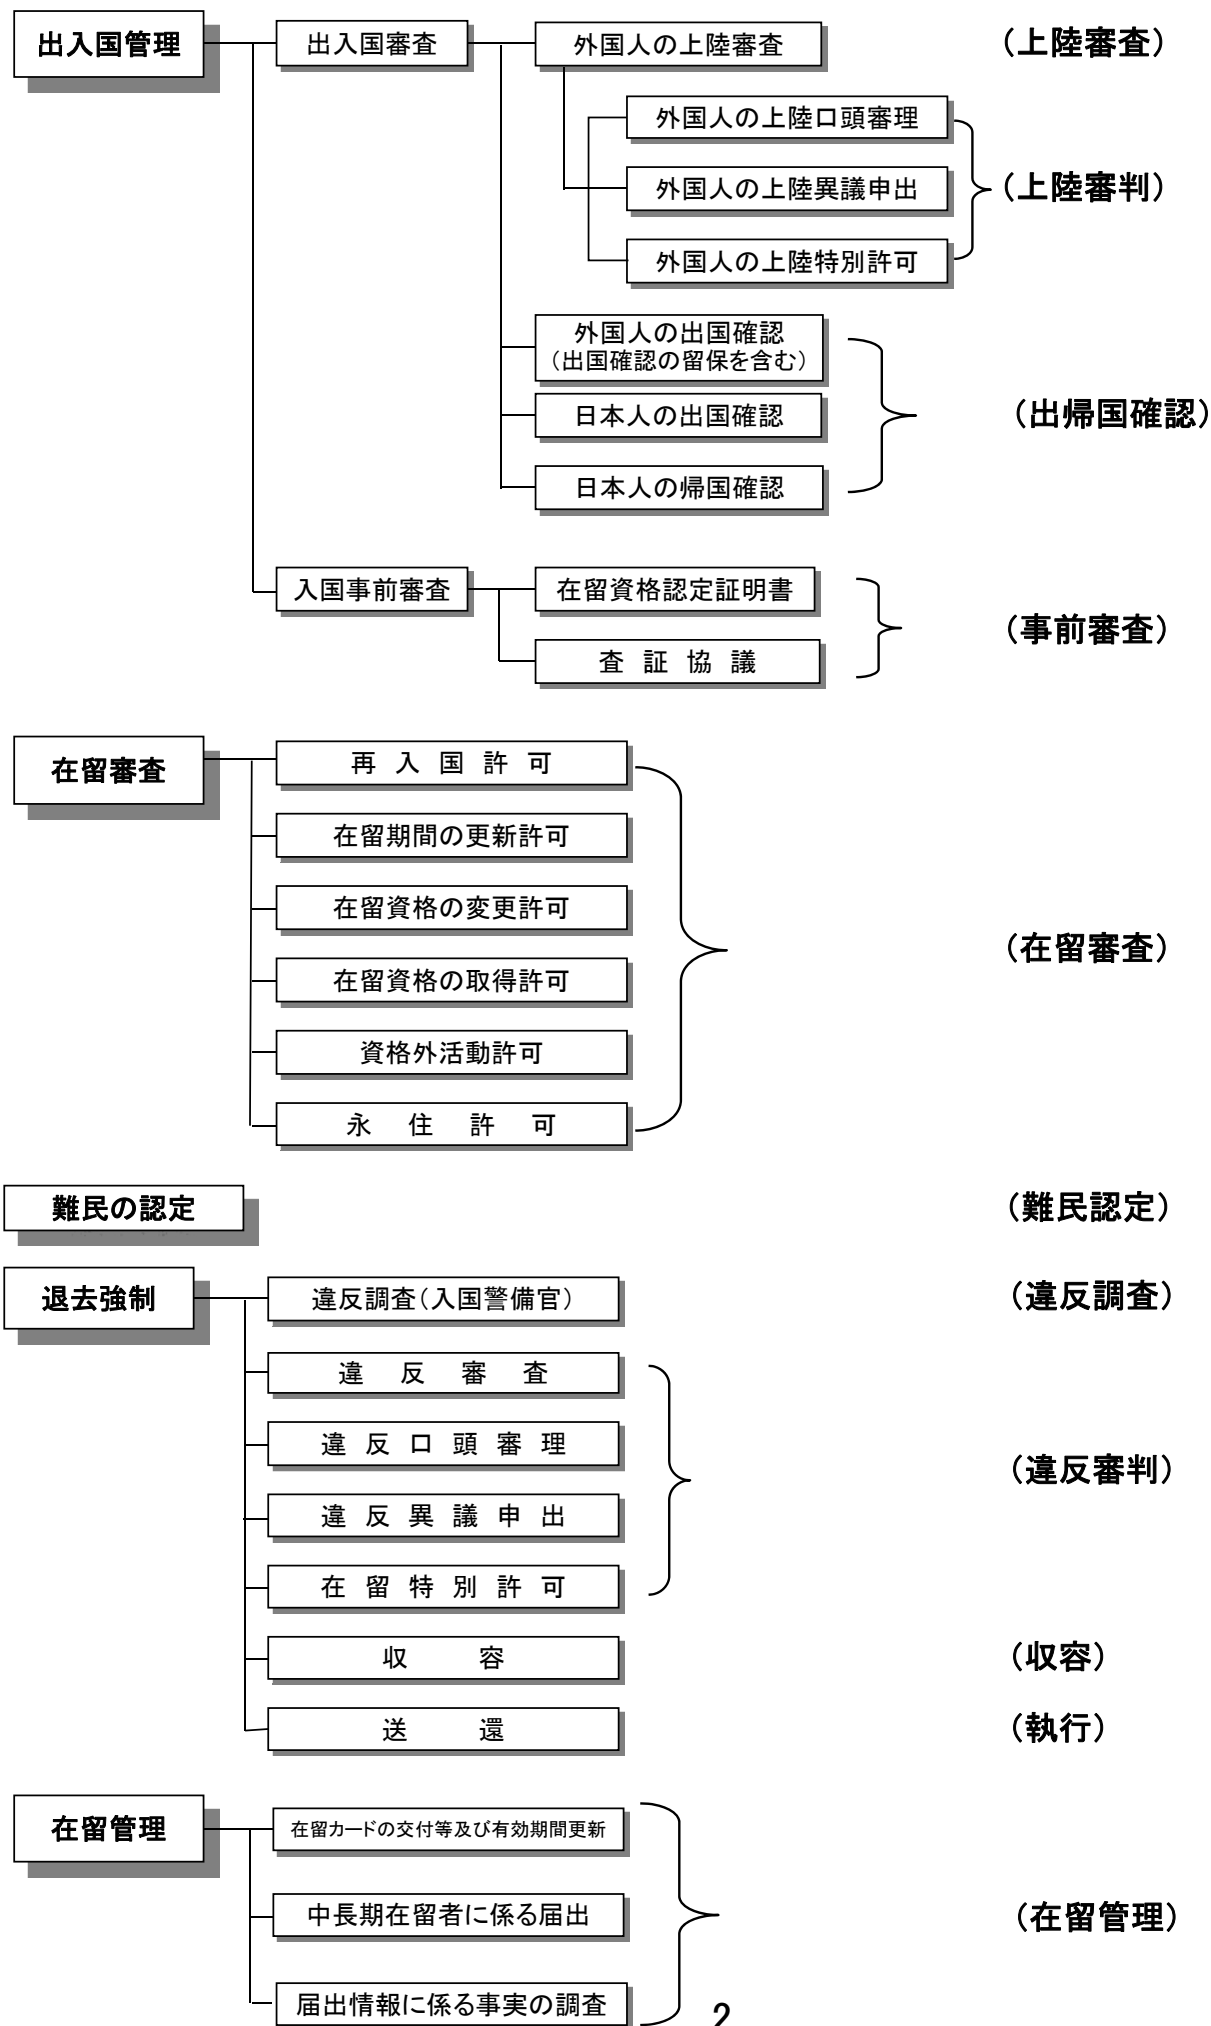 出入国管理
出入国審査
外国人の上陸審査
（上陸審査）
外国人の上陸口頭審理
外国人の上陸異議申出
（上陸審判）
外国人の上陸特別許可
外国人の出国確認
（出国確認の留保を含む）
日本人の出国確認
（出帰国確認）
日本人の帰国確認
入国事前審査
在留資格認定証明書
（事前審査）
査証協議
在留審査
再入国許可
在留期間の更新許可
在留資格の変更許可
（在留審査）
在留資格の取得許可
資格外活動許可
永住許可
難民の認定
（難民認定）
退去強制
違反調査（入国警備官）
（違反調査）
違反審査
違反口頭審理
（違反審判）
違反異議申出
在留特別許可
収容
（収容）
送還
（執行）
在留管理
在留カードの交付等及び有効期間更新
中長期在留者に係る届出
（在留管理）
届出情報に係る事実の調査
2